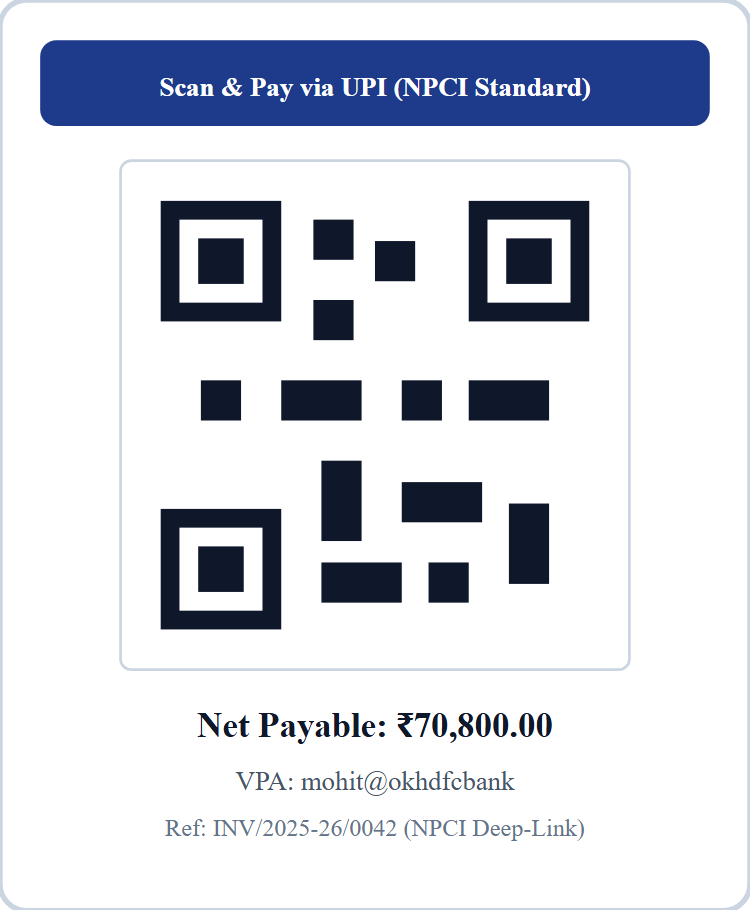 Scan & Pay via UPI (NPCI Standard)
Net Payable: ₹70,800.00
VPA: mohit@okhdfcbank
Ref: INV/2025-26/0042 (NPCI Deep-Link)